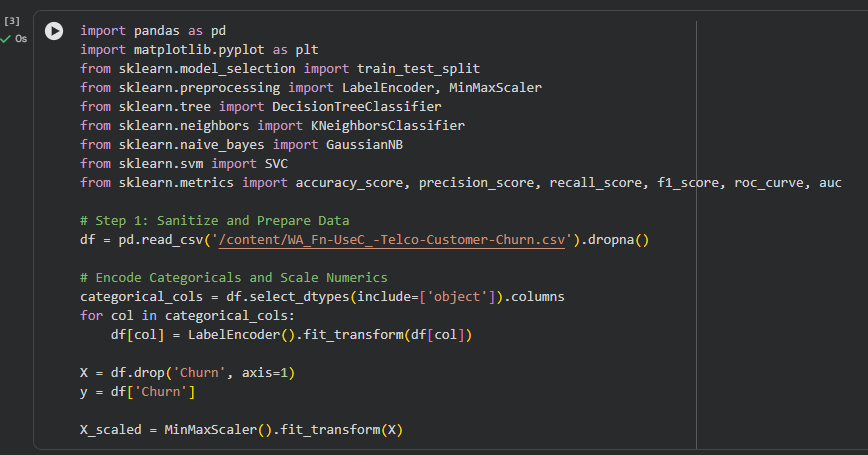 [3]
0s
import pandas as pd
import matplotlib.pyplot as plt
from sklearn.model_selection import train_test_split
from sklearn.preprocessing import LabelEncoder, MinMaxScaler
from sklearn.tree import DecisionTreeClassifier
from sklearn.neighbors import KNeighborsClassifier
from sklearn.naive_bayes import GaussianNB
from sklearn.svm import SVC
from sklearn.metrics import accuracy_score, precision_score, recall_score, f1_score, roc_curve, auc
# Step 1: Sanitize and Prepare Data
df = pd.read_csv('/content/WA_Fn-UseC_-Telco-Customer-Churn.csv').dropna()
# Encode Categoricals and Scale Numerics
categorical_cols = df.select_dtypes(include=['object']).columns
for col in categorical_cols:
    df[col] = LabelEncoder().fit_transform(df[col])
X = df.drop('Churn', axis=1)
y = df['Churn']
X_scaled = MinMaxScaler().fit_transform(X)